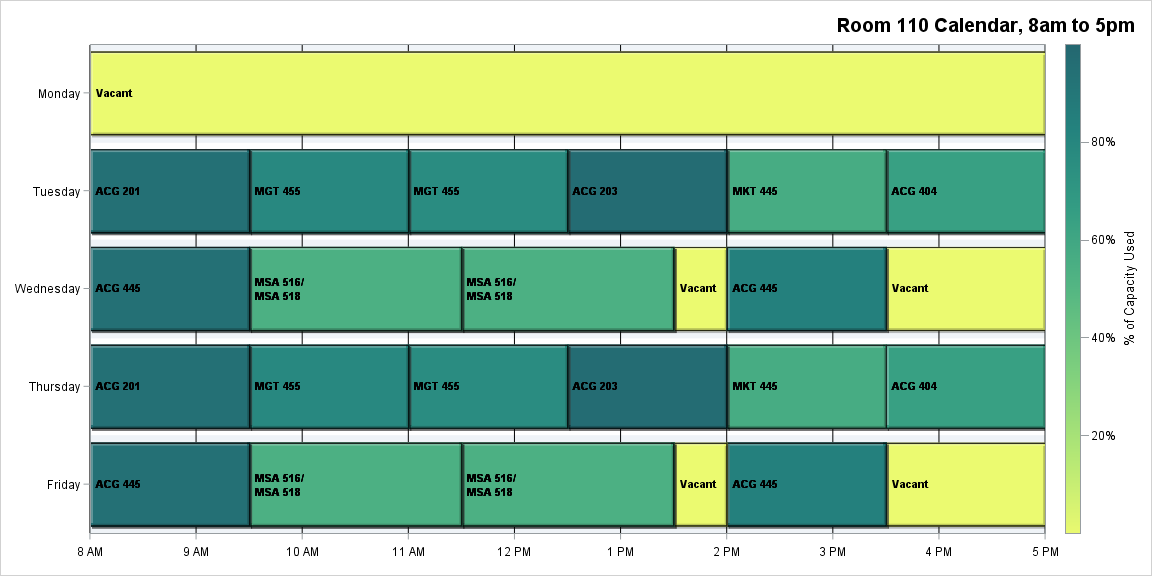 Room 110 Calendar, 8am to 5pm
Monday
Vacant
Tuesday
ACG 201
MGT 455
MGT 455
ACG 203
MKT 445
ACG 404
Wednesday
ACG 445
MSA 516/
MSA 518
MSA 516/
MSA 518
Vacant
ACG 445
Vacant
Thursday
ACG 201
MGT 455
MGT 455
ACG 203
MKT 445
ACG 404
Friday
ACG 445
MSA 516/
MSA 518
MSA 516/
MSA 518
Vacant
ACG 445
Vacant
8 AM
9 AM
10 AM
11 AM
12 PM
1 PM
2 PM
3 PM
4 PM
5 PM
80%
60%
40%
20%
% of Capacity Used